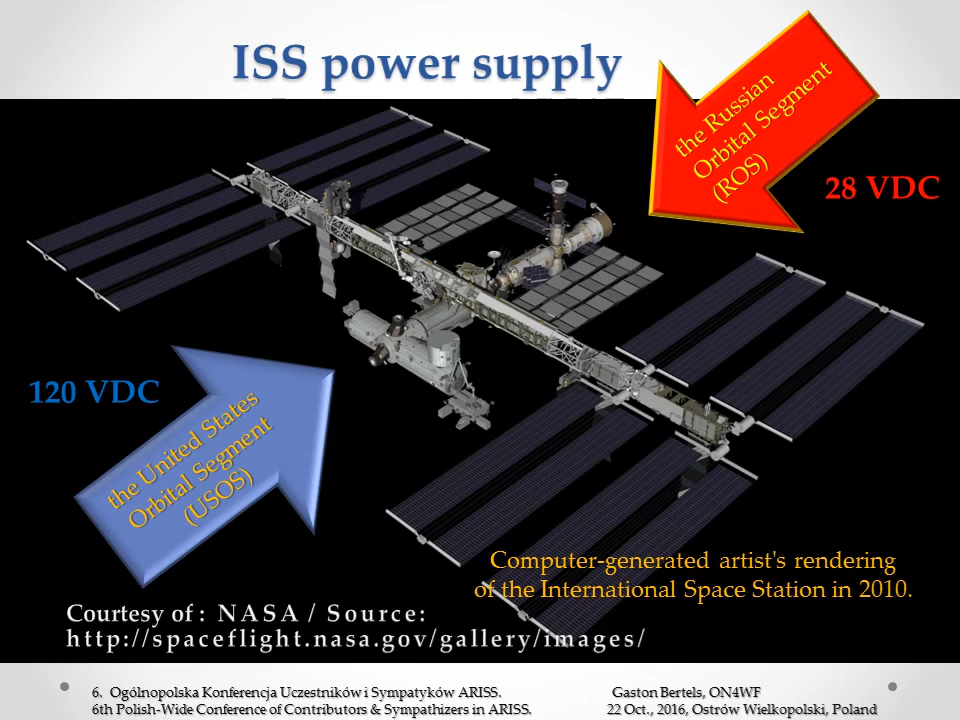 ISS power supply
the Russian
Orbital Segment
(ROS)
28 VDC
120 VDC
the United States
Orbital Segment
(USOS)
Computer-generated artist's rendering
of the International Space Station in 2010.
Courtesy of : NASA / Source:
http://spaceflight.nasa.gov/gallery/images/
6. Ogólnopolska Konferencja Uczestników i Sympatyków ARISS. Gaston Bertels, ON4WF
6th Polish-Wide Conference of Contributors & Sympathizers in ARISS. 22 Oct., 2016, Ostrów Wielkopolski, Poland